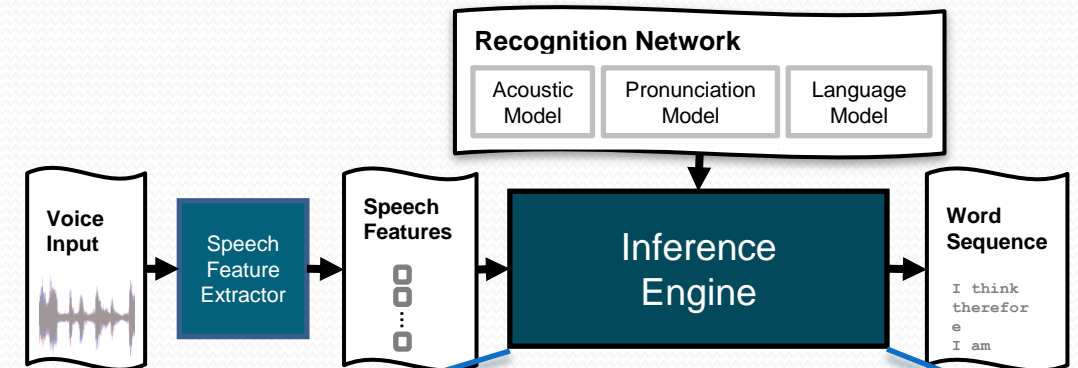 Recognition Network
Acoustic
Model
Pronunciation
Model
Language
Model
Voice
Input
Speech
Feature
Extractor
Speech
Features
Inference
Engine
Word
Sequence
I think
therefor
e
I am